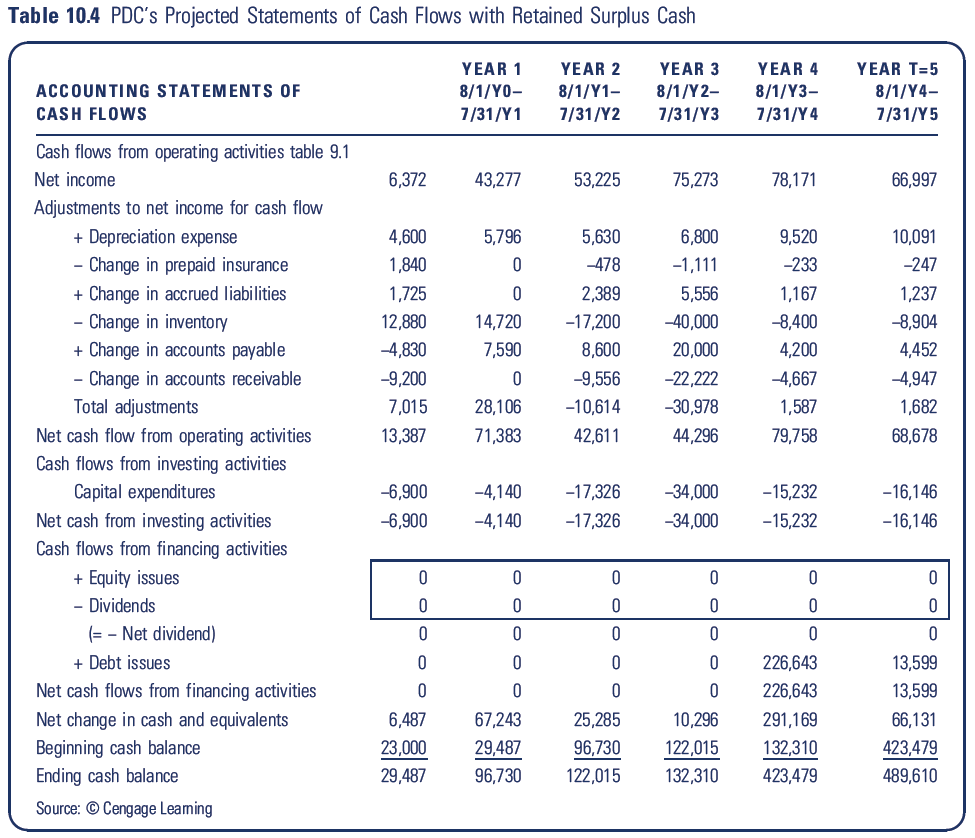 Table 10.4 PDC's Projected Statements of Cash Flows with Retained Surplus Cash
YEAR 1 YEAR 2 YEAR 3 YEAR 4 YEAR T=5
ACCOUNTING STATEMENTS OF 8/1/Y0– 8/1/Y1– 8/1/Y2– 8/1/Y3– 8/1/Y4–
CASH FLOWS 7/31/Y1 7/31/Y2 7/31/Y3 7/31/Y4 7/31/Y5
Cash flows from operating activities table 9.1
Net income 6,372 43,277 53,225 75,273 78,171 66,997
Adjustments to net income for cash flow
+ Depreciation expense 4,600 5,796 5,630 6,800 9,520 10,091
– Change in prepaid insurance 1,840 0 –478 –1,111 –233 –247
+ Change in accrued liabilities 1,725 0 2,389 5,556 1,167 1,237
– Change in inventory 12,880 14,720 –17,200 –40,000 –8,400 –8,904
+ Change in accounts payable –4,830 7,590 8,600 20,000 4,200 4,452
– Change in accounts receivable –9,200 0 –9,556 –22,222 –4,667 –4,947
Total adjustments 7,015 28,106 –10,614 –30,978 1,587 1,682
Net cash flow from operating activities 13,387 71,383 42,611 44,296 79,758 68,678
Cash flows from investing activities
Capital expenditures –6,900 –4,140 –17,326 –34,000 –15,232 –16,146
Net cash from investing activities –6,900 –4,140 –17,326 –34,000 –15,232 –16,146
Cash flows from financing activities
+ Equity issues 0 0 0 0 0 0
– Dividends 0 0 0 0 0 0
(= – Net dividend) 0 0 0 0 0 0
+ Debt issues 0 0 0 0 226,643 13,599
Net cash flows from financing activities 0 0 0 0 226,643 13,599
Net change in cash and equivalents 6,487 67,243 25,285 10,296 291,169 66,131
Beginning cash balance 23,000 29,487 96,730 122,015 132,310 423,479
Ending cash balance 29,487 96,730 122,015 132,310 423,479 489,610
Source: © Cengage Learning